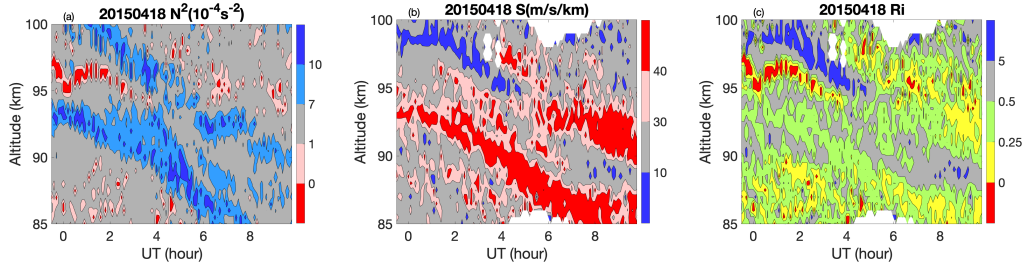 (a) 20150418 N²(10⁻⁴s⁻²)
100
95
90
85
Altitude (km)
0 2 4 6 8
UT (hour)
10
7
1
0
(b) 20150418 S(m/s/km)
100
95
90
85
Altitude (km)
0 2 4 6 8
UT (hour)
40
30
10
(c) 20150418 Ri
100
95
90
85
Altitude (km)
0 2 4 6 8
UT (hour)
5
0.5
0.25
0